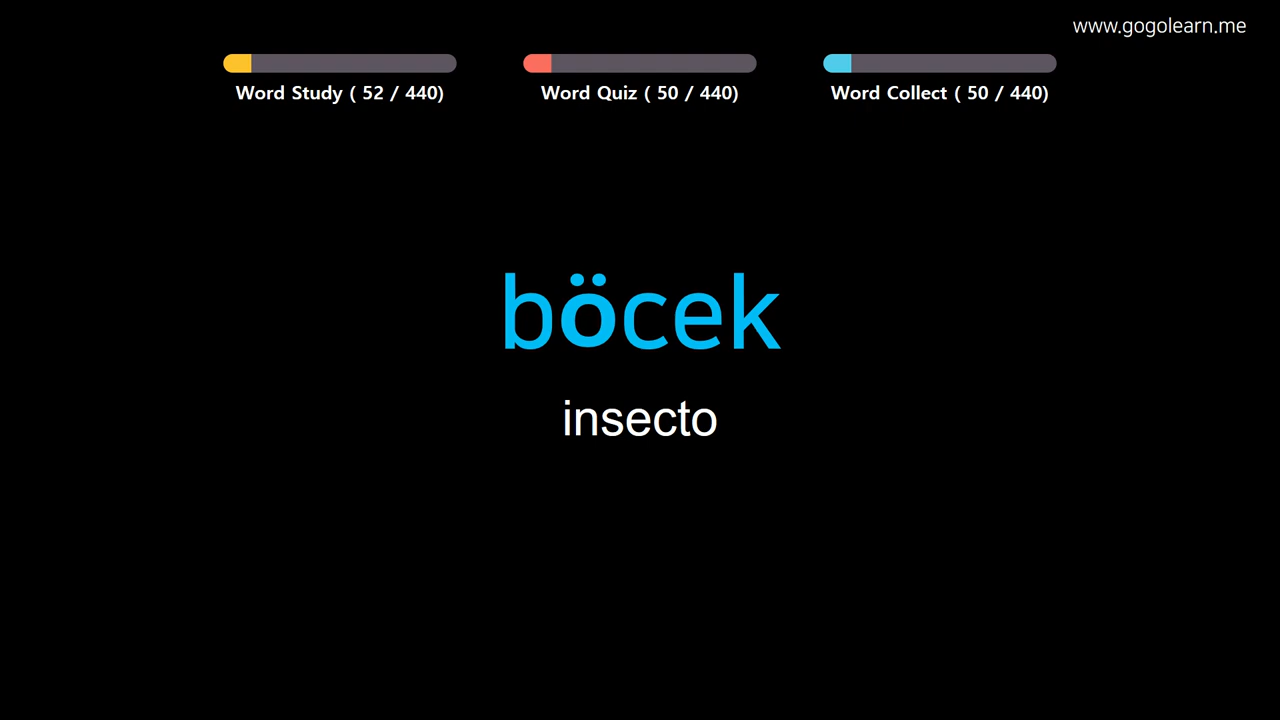 www.gogolearn.me
Word Study ( 52 / 440)
Word Quiz ( 50 / 440)
Word Collect ( 50 / 440)
böcek
insecto